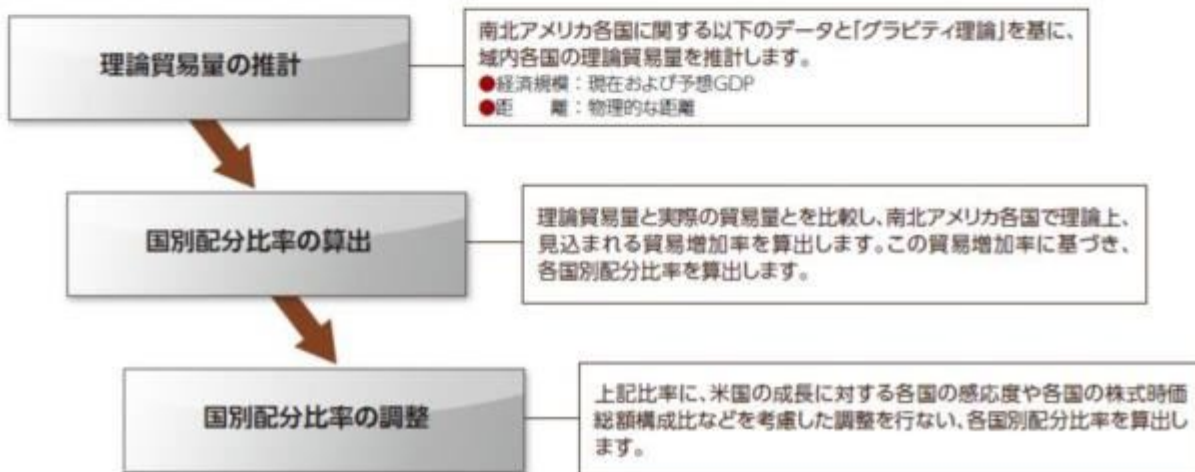 理論貿易量の推計
南北アメリカ各国に関する以下のデータと「グラビティ理論」を基に、
域内各国の理論貿易量を推計します。
●経済規模：現在および予想GDP
●距　　離：物理的な距離
国別配分比率の算出
理論貿易量と実際の貿易量とを比較し、南北アメリカ各国で理論上、
見込まれる貿易増加率を算出します。この貿易増加率に基づき、
各国別配分比率を算出します。
国別配分比率の調整
上記比率に、米国の成長に対する各国の感応度や各国の株式時価
総額構成比などを考慮した調整を行ない、各国別配分比率を算出し
ます。